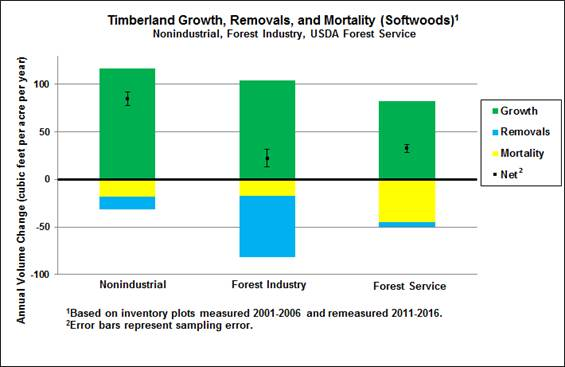 Timberland Growth, Removals, and Mortality (Softwoods)¹
Nonindustrial, Forest Industry, USDA Forest Service
Annual Volume Change (cubic feet per acre per year)
100
50
0
-50
-100
Nonindustrial
Forest Industry
Forest Service
Growth
Removals
Mortality
Net²
¹Based on inventory plots measured 2001-2006 and remeasured 2011-2016.
²Error bars represent sampling error.